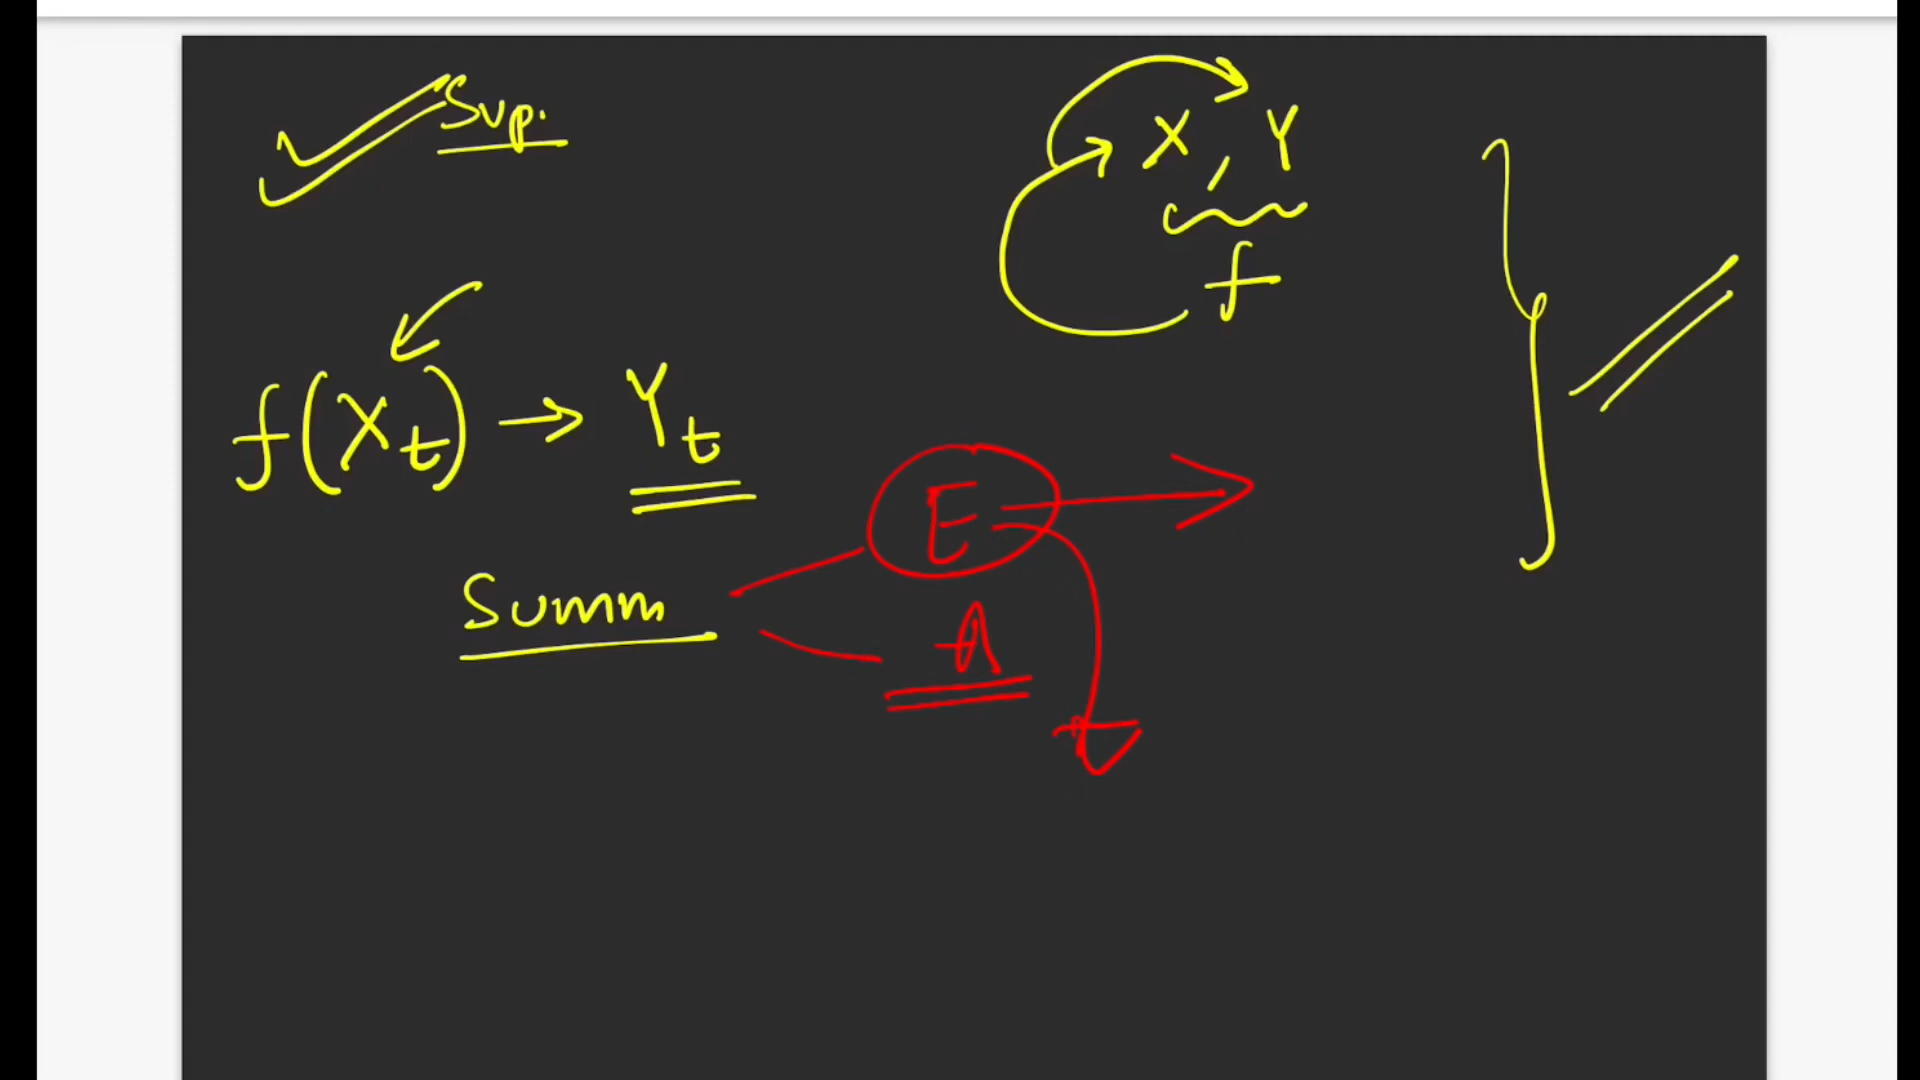 Sup.
X, Y
f
f(Xt) → Yt
E
Summ
A